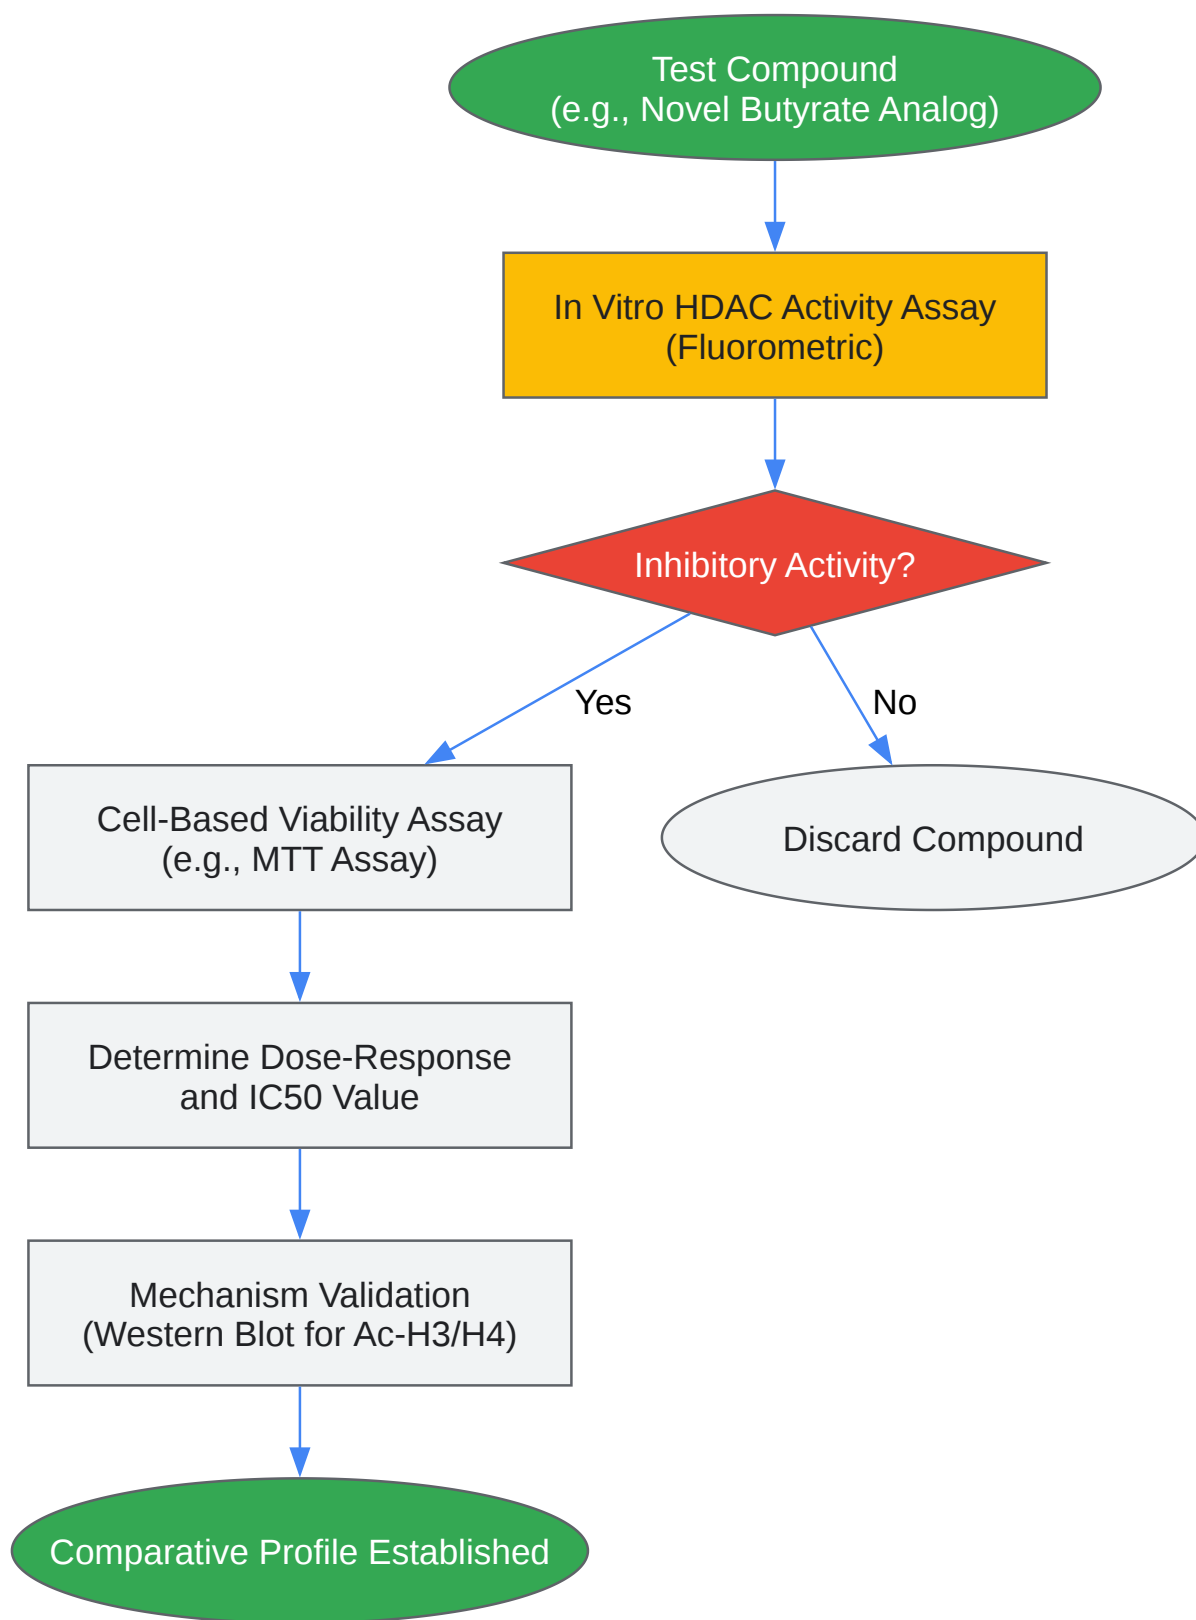 Test Compound
(e.g., Novel Butyrate Analog)
In Vitro HDAC Activity Assay
(Fluorometric)
Inhibitory Activity?
Yes
No
Cell-Based Viability Assay
(e.g., MTT Assay)
Discard Compound
Determine Dose-Response
and IC50 Value
Mechanism Validation
(Western Blot for Ac-H3/H4)
Comparative Profile Established